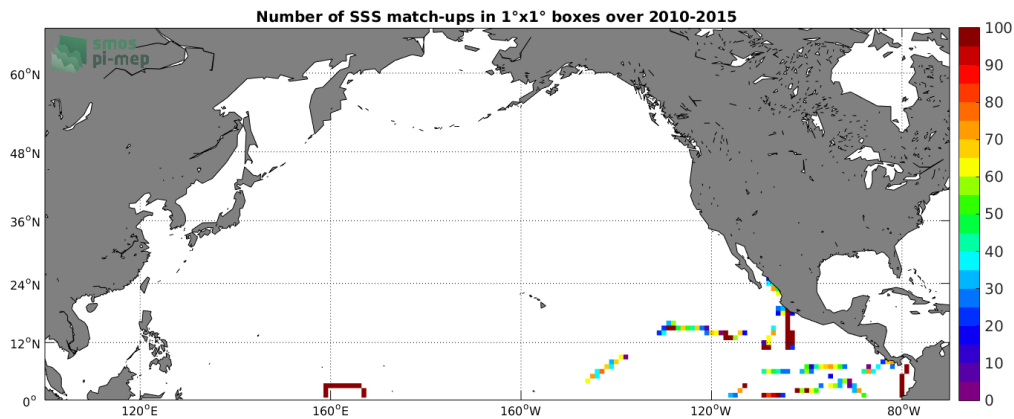 Number of SSS match-ups in 1°x1° boxes over 2010-2015
smos
pi-mep
60°N
48°N
36°N
24°N
12°N
0°
120°E
160°E
160°W
120°W
80°W
100
90
80
70
60
50
40
30
20
10
0